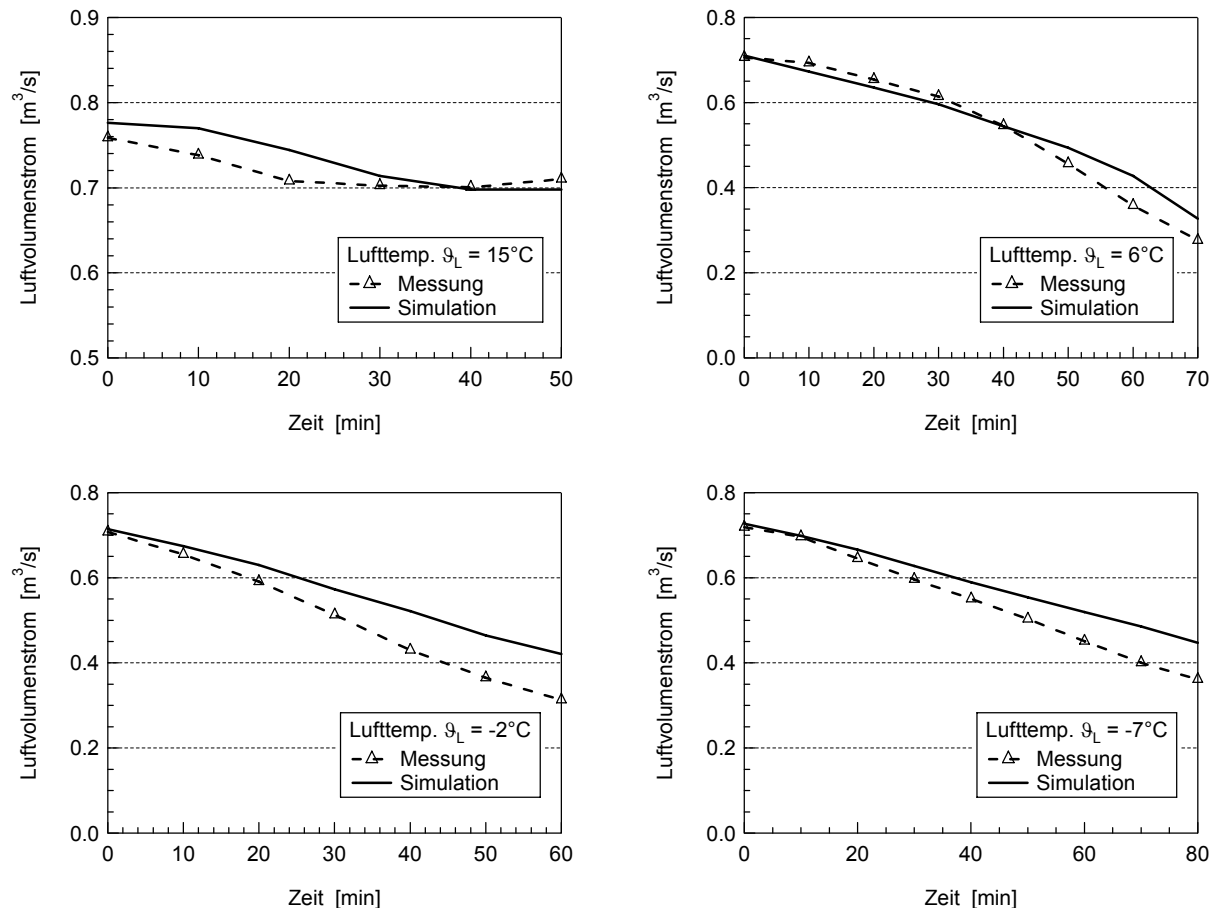 0.9
0.8
0.7
0.6
0.5
Luftvolumenstrom [m³/s]
Lufttemp. ϑ_L = 15°C
Messung
Simulation
0 10 20 30 40 50
Zeit [min]
0.8
0.6
0.4
0.2
0.0
Luftvolumenstrom [m³/s]
Lufttemp. ϑ_L = 6°C
Messung
Simulation
0 10 20 30 40 50 60 70
Zeit [min]
0.8
0.6
0.4
0.2
0.0
Luftvolumenstrom [m³/s]
Lufttemp. ϑ_L = -2°C
Messung
Simulation
0 10 20 30 40 50 60
Zeit [min]
0.8
0.6
0.4
0.2
0.0
Luftvolumenstrom [m³/s]
Lufttemp. ϑ_L = -7°C
Messung
Simulation
0 20 40 60 80
Zeit [min]